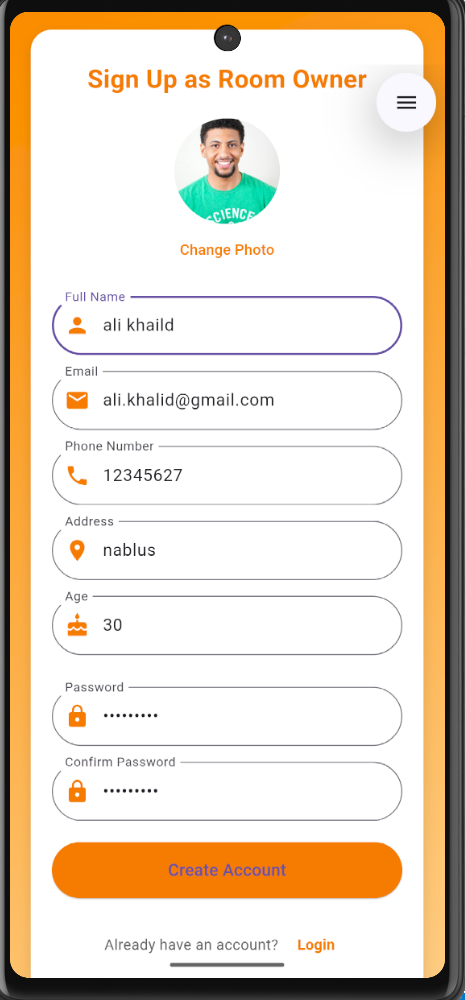 Sign Up as Room Owner
SCIENCE
Change Photo
Full Name
ali khaild
Email
ali.khalid@gmail.com
Phone Number
12345627
Address
nablus
Age
30
Password
•••••••••
Confirm Password
•••••••••
Create Account
Already have an account? Login